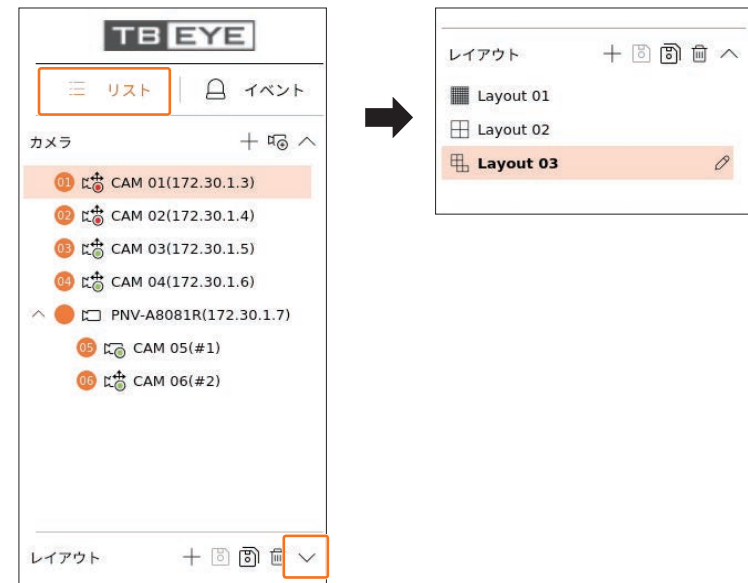 TB EYE
リスト
イベント
カメラ
01 CAM 01(172.30.1.3)
02 CAM 02(172.30.1.4)
03 CAM 03(172.30.1.5)
04 CAM 04(172.30.1.6)
PNV-A8081R(172.30.1.7)
05 CAM 05(#1)
06 CAM 06(#2)
レイアウト
レイアウト
Layout 01
Layout 02
Layout 03